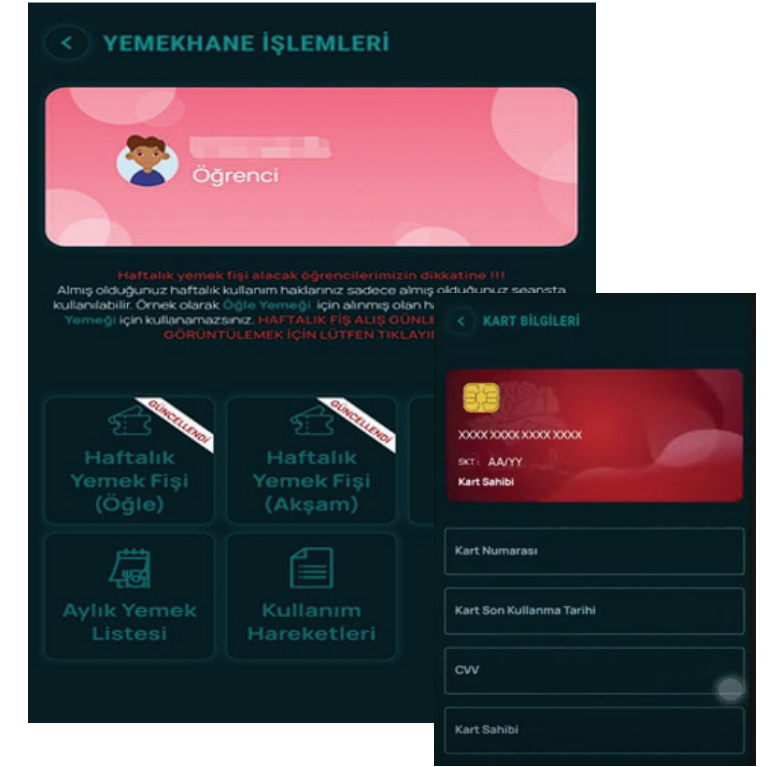 YEMEKHANE İŞLEMLERİ
Öğrenci
Haftalık yemek fişi alacak öğrencilerimizin dikkatine !!!
Almış olduğunuz haftalık kullanım haklarınız sadece almış olduğunuz seansta
kullanılabilir. Örnek olarak Öğle Yemeği için alınmış olan
Yemeği için kullanamazsınız. HAFTALIK FİŞ ALIŞ
GÖRÜNTÜLEMEK İÇİN LÜTFEN
GÜNCELLENDİ
Haftalık
Yemek Fişi
(Öğle)
GÜNCELLENDİ
Haftalık
Yemek Fişi
(Akşam)
Aylık Yemek
Listesi
Kullanım
Hareketleri
KART BİLGİLERİ
XXXX XXXX XXXX XXXX
SKT: AA/YY
Kart Sahibi
Kart Numarası
Kart Son Kullanma Tarihi
CVV
Kart Sahibi